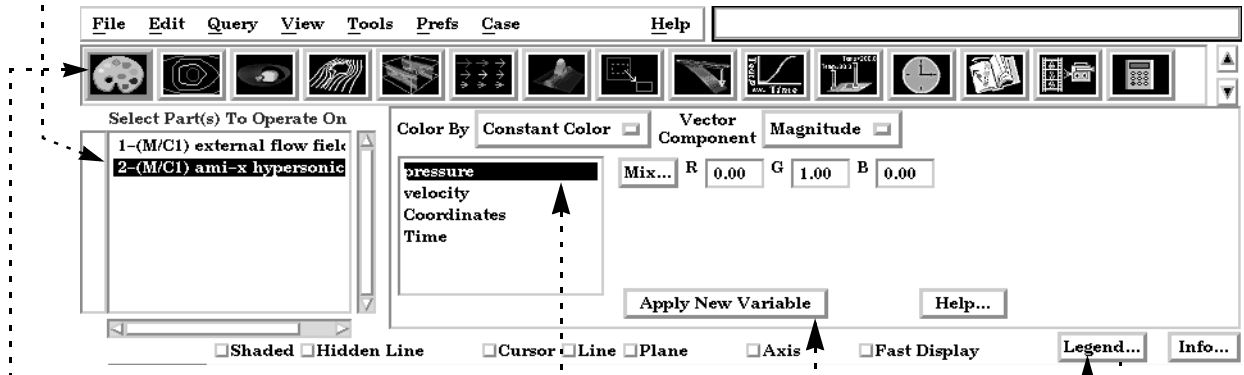 File Edit Query View Tools Prefs Case Help
Select Part(s) To Operate On
1-(M/C1) external flow field
2-(M/C1) ami-x hypersonic
Color By Constant Color Vector Component Magnitude
pressure
velocity
Coordinates
Time
Mix... R 0.00 G 1.00 B 0.00
Apply New Variable Help...
Shaded Hidden Line Cursor Line Plane Axis Fast Display Legend... Info...